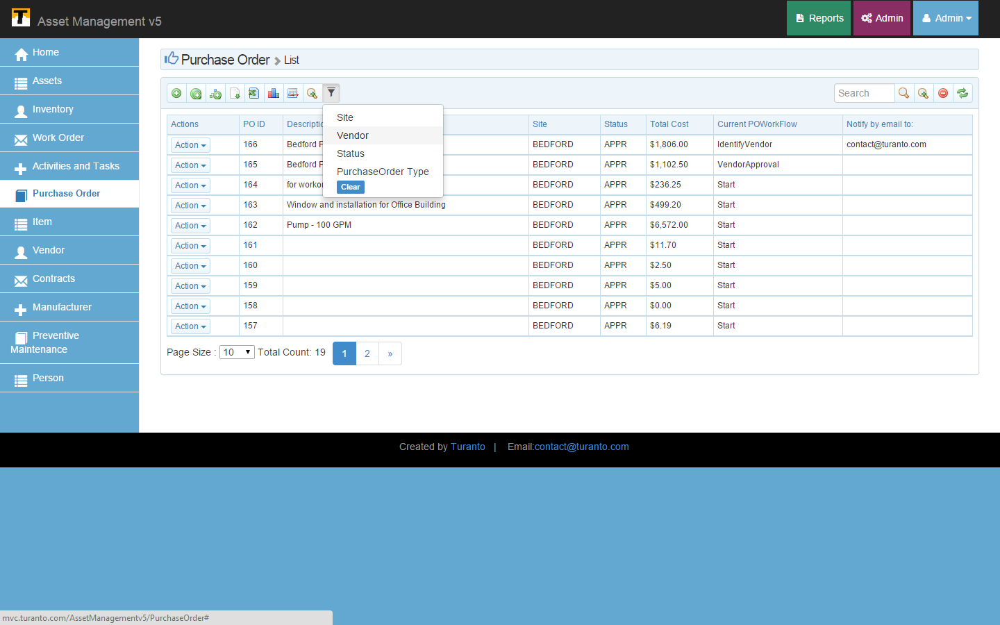 T Asset Management v5
Reports Admin Admin
Home
Assets
Inventory
Work Order
Activities and Tasks
Purchase Order
Item
Vendor
Contracts
Manufacturer
Preventive
Maintenance
Person
Purchase Order List
Search
Site
Vendor
Status
PurchaseOrder Type
Clear
Actions PO ID Descriptio Site Status Total Cost Current POWorkFlow Notify by email to:
Action 166 Bedford F BEDFORD APPR $1,806.00 IdentifyVendor contact@turanto.com
Action 165 Bedford F BEDFORD APPR $1,102.50 VendorApproval
Action 164 for workor BEDFORD APPR $236.25 Start
Action 163 Window and installation for Office Building BEDFORD APPR $499.20 Start
Action 162 Pump - 100 GPM BEDFORD APPR $6,572.00 Start
Action 161 BEDFORD APPR $11.70 Start
Action 160 BEDFORD APPR $2.50 Start
Action 159 BEDFORD APPR $5.00 Start
Action 158 BEDFORD APPR $0.00 Start
Action 157 BEDFORD APPR $6.19 Start
Page Size : 10 Total Count: 19 1 2 »
Created by Turanto | Email:contact@turanto.com
mvc.turanto.com/AssetManagementv5/PurchaseOrder#